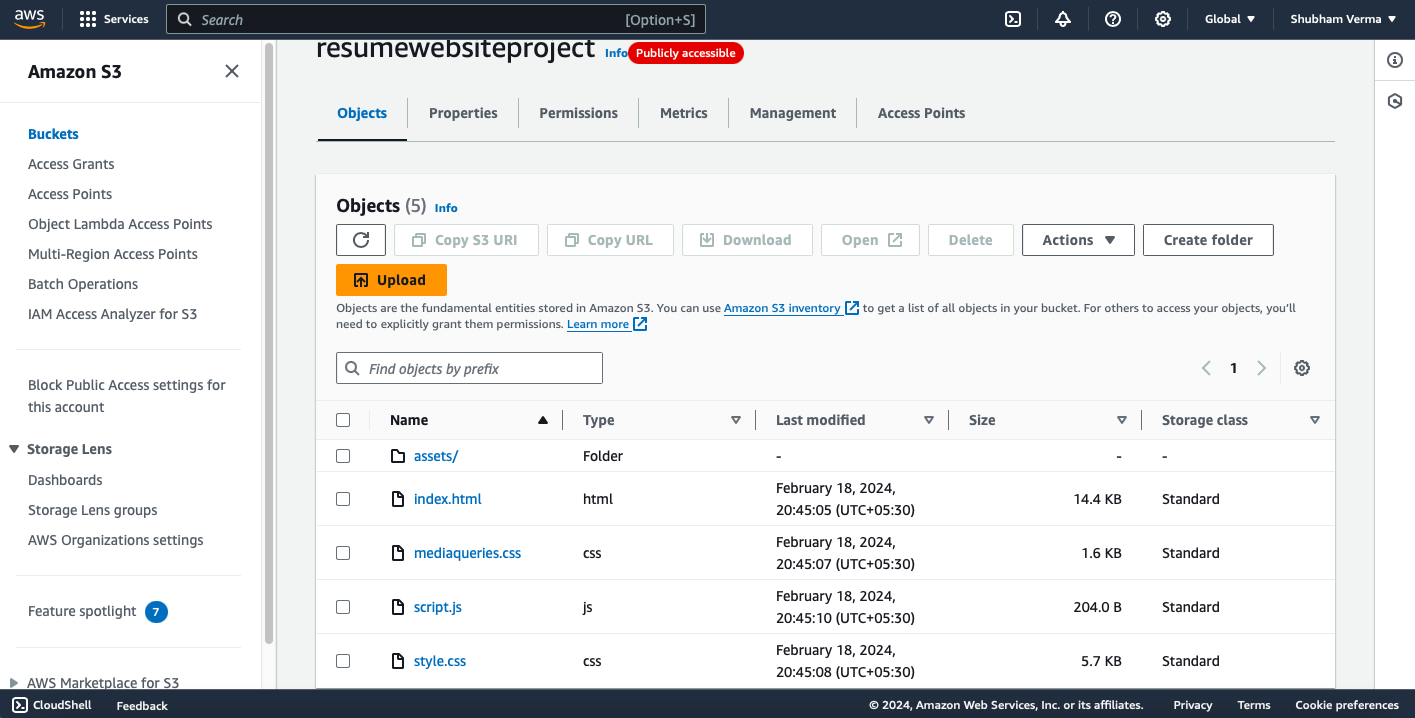 aws
Services
Search
[Option+S]
Global
Shubham Verma
Amazon S3
Buckets
Access Grants
Access Points
Object Lambda Access Points
Multi-Region Access Points
Batch Operations
IAM Access Analyzer for S3
Block Public Access settings for
this account
Storage Lens
Dashboards
Storage Lens groups
AWS Organizations settings
Feature spotlight 7
AWS Marketplace for S3
resumewebsiteproject Info Publicly accessible
Objects Properties Permissions Metrics Management Access Points
Objects (5) Info
Copy S3 URI Copy URL Download Open Delete Actions Create folder
Upload
Objects are the fundamental entities stored in Amazon S3. You can use Amazon S3 inventory to get a list of all objects in your bucket. For others to access your objects, you'll
need to explicitly grant them permissions. Learn more
Find objects by prefix
1
Name Type Last modified Size Storage class
assets/ Folder - - -
index.html html February 18, 2024,
20:45:05 (UTC+05:30) 14.4 KB Standard
mediaqueries.css css February 18, 2024,
20:45:07 (UTC+05:30) 1.6 KB Standard
script.js js February 18, 2024,
20:45:10 (UTC+05:30) 204.0 B Standard
style.css css February 18, 2024,
20:45:08 (UTC+05:30) 5.7 KB Standard
CloudShell Feedback © 2024, Amazon Web Services, Inc. or its affiliates. Privacy Terms Cookie preferences